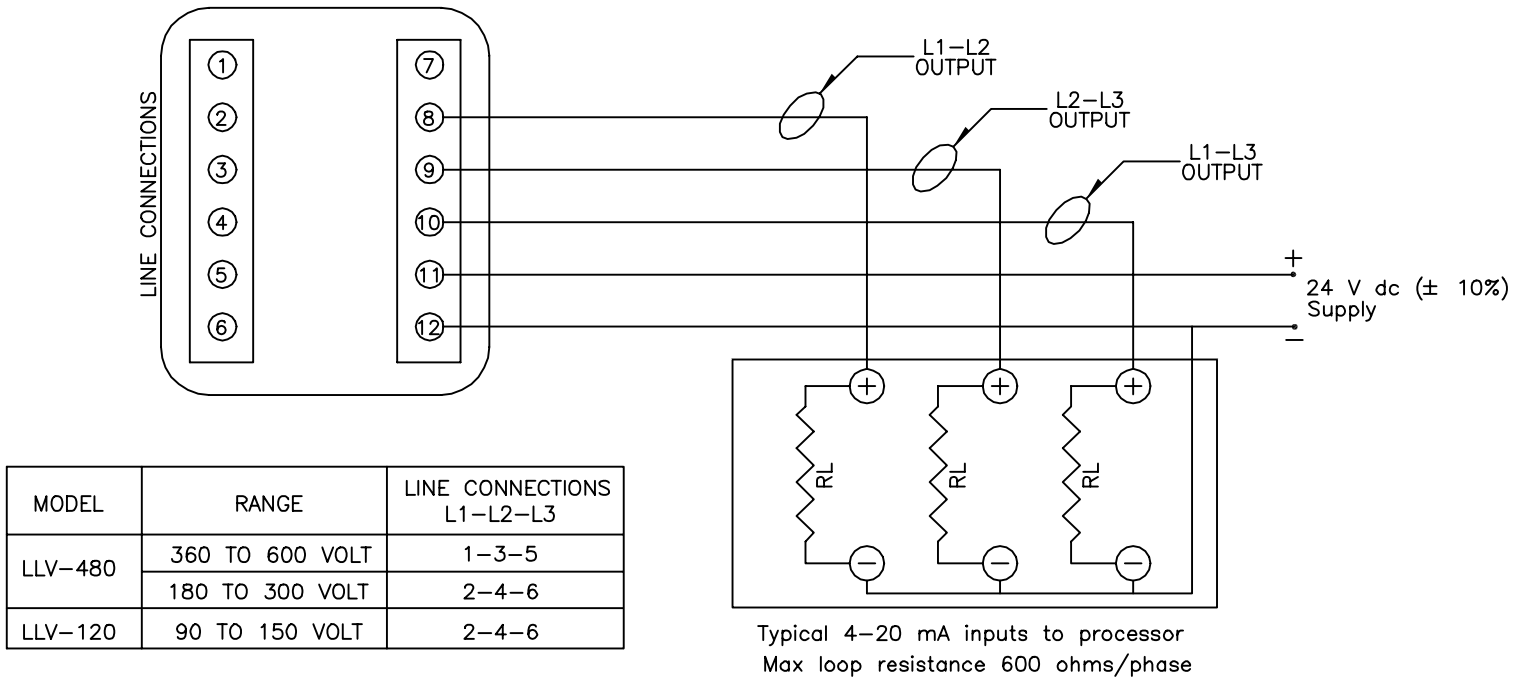 LINE CONNECTIONS
1
2
3
4
5
6
7
8
9
10
11
12
L1-L2
OUTPUT
L2-L3
OUTPUT
L1-L3
OUTPUT
+
24 V dc (± 10%)
Supply
−
+ + +
RL RL RL
− − −
Typical 4-20 mA inputs to processor
Max loop resistance 600 ohms/phase
MODEL RANGE LINE CONNECTIONS
L1-L2-L3
LLV-480 360 TO 600 VOLT 1-3-5
180 TO 300 VOLT 2-4-6
LLV-120 90 TO 150 VOLT 2-4-6